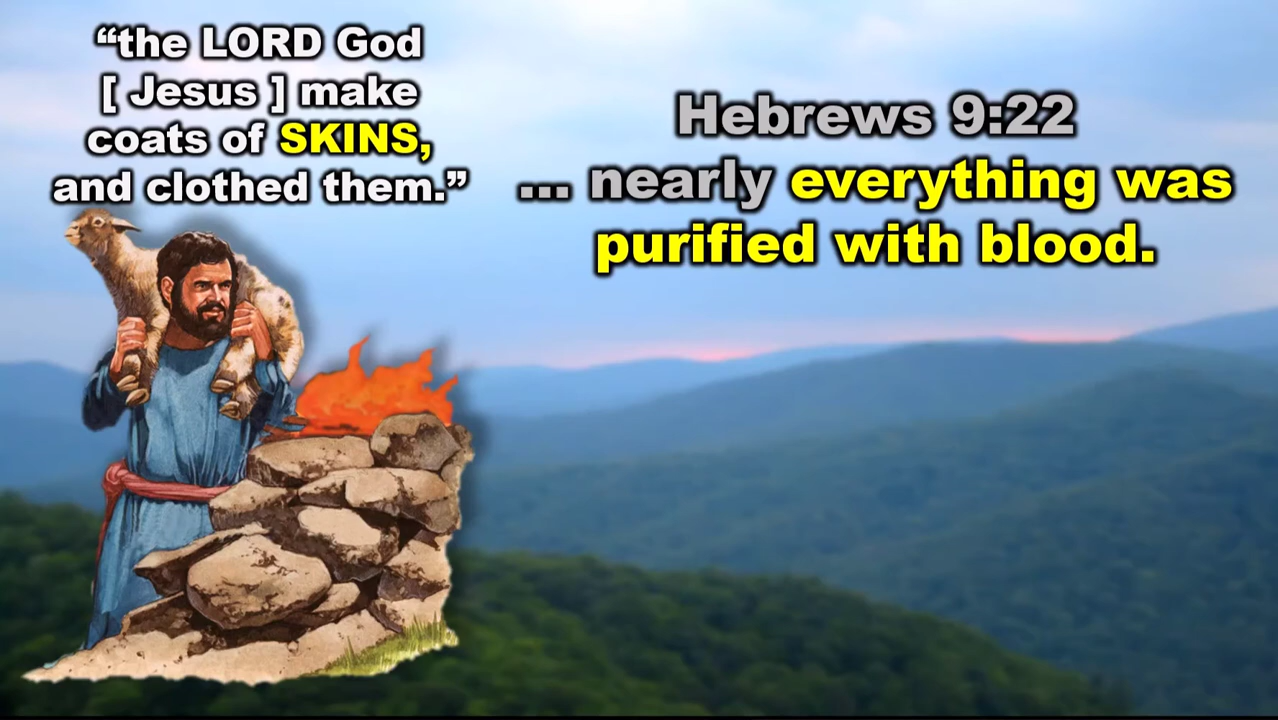 “the LORD God
[ Jesus ] make
coats of SKINS,
and clothed them.”
Hebrews 9:22
... nearly everything was
purified with blood.